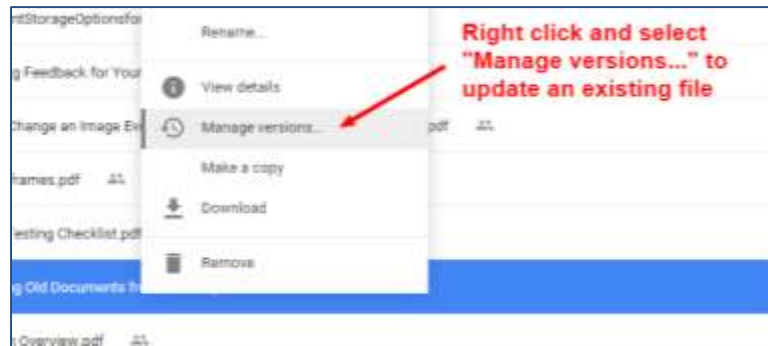 ntStorageOptionsfo
Rename...
Right click and select
"Manage versions..." to
update an existing file
g Feedback for Your
View details
Change an Image Ev
Manage versions...
pdf
Make a copy
frames.pdf
Download
Testing Checklist.pdf
Remove
g Old Documents fr
s Overview.pdf